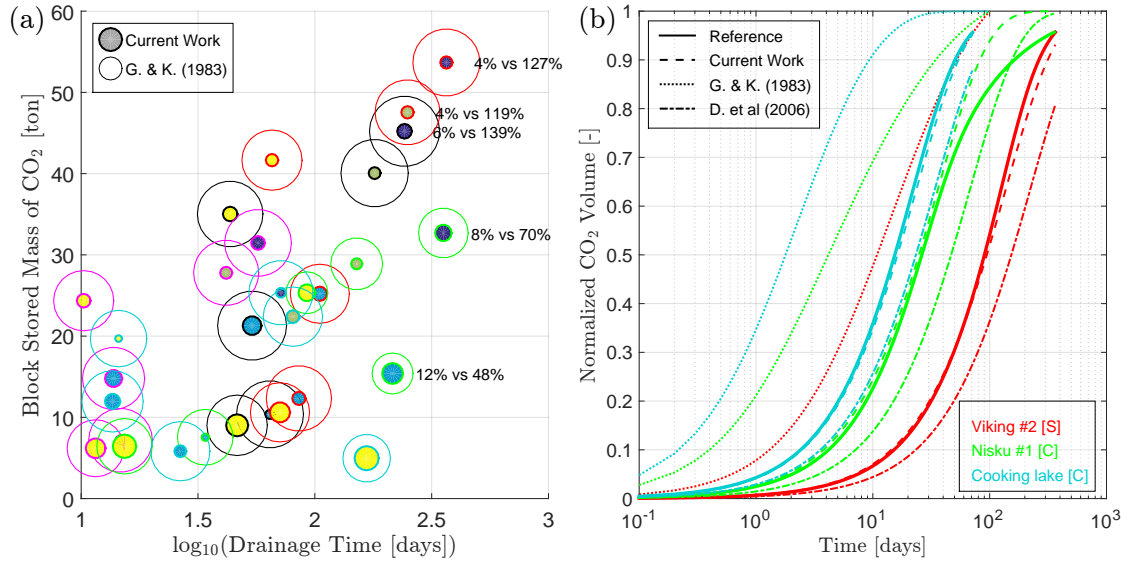 (a)
Current Work
G. & K. (1983)
4% vs 127%
4% vs 119%
6% vs 139%
8% vs 70%
12% vs 48%
Block Stored Mass of CO₂ [ton]
60
50
40
30
20
10
0
1
1.5
2
2.5
3
log₁₀(Drainage Time [days])
(b)
Reference
Current Work
G. & K. (1983)
D. et al (2006)
Viking #2 [S]
Nisku #1 [C]
Cooking lake [C]
Normalized CO₂ Volume [-]
1
0.9
0.8
0.7
0.6
0.5
0.4
0.3
0.2
0.1
0
10⁻¹
10⁰
10¹
10²
10³
Time [days]